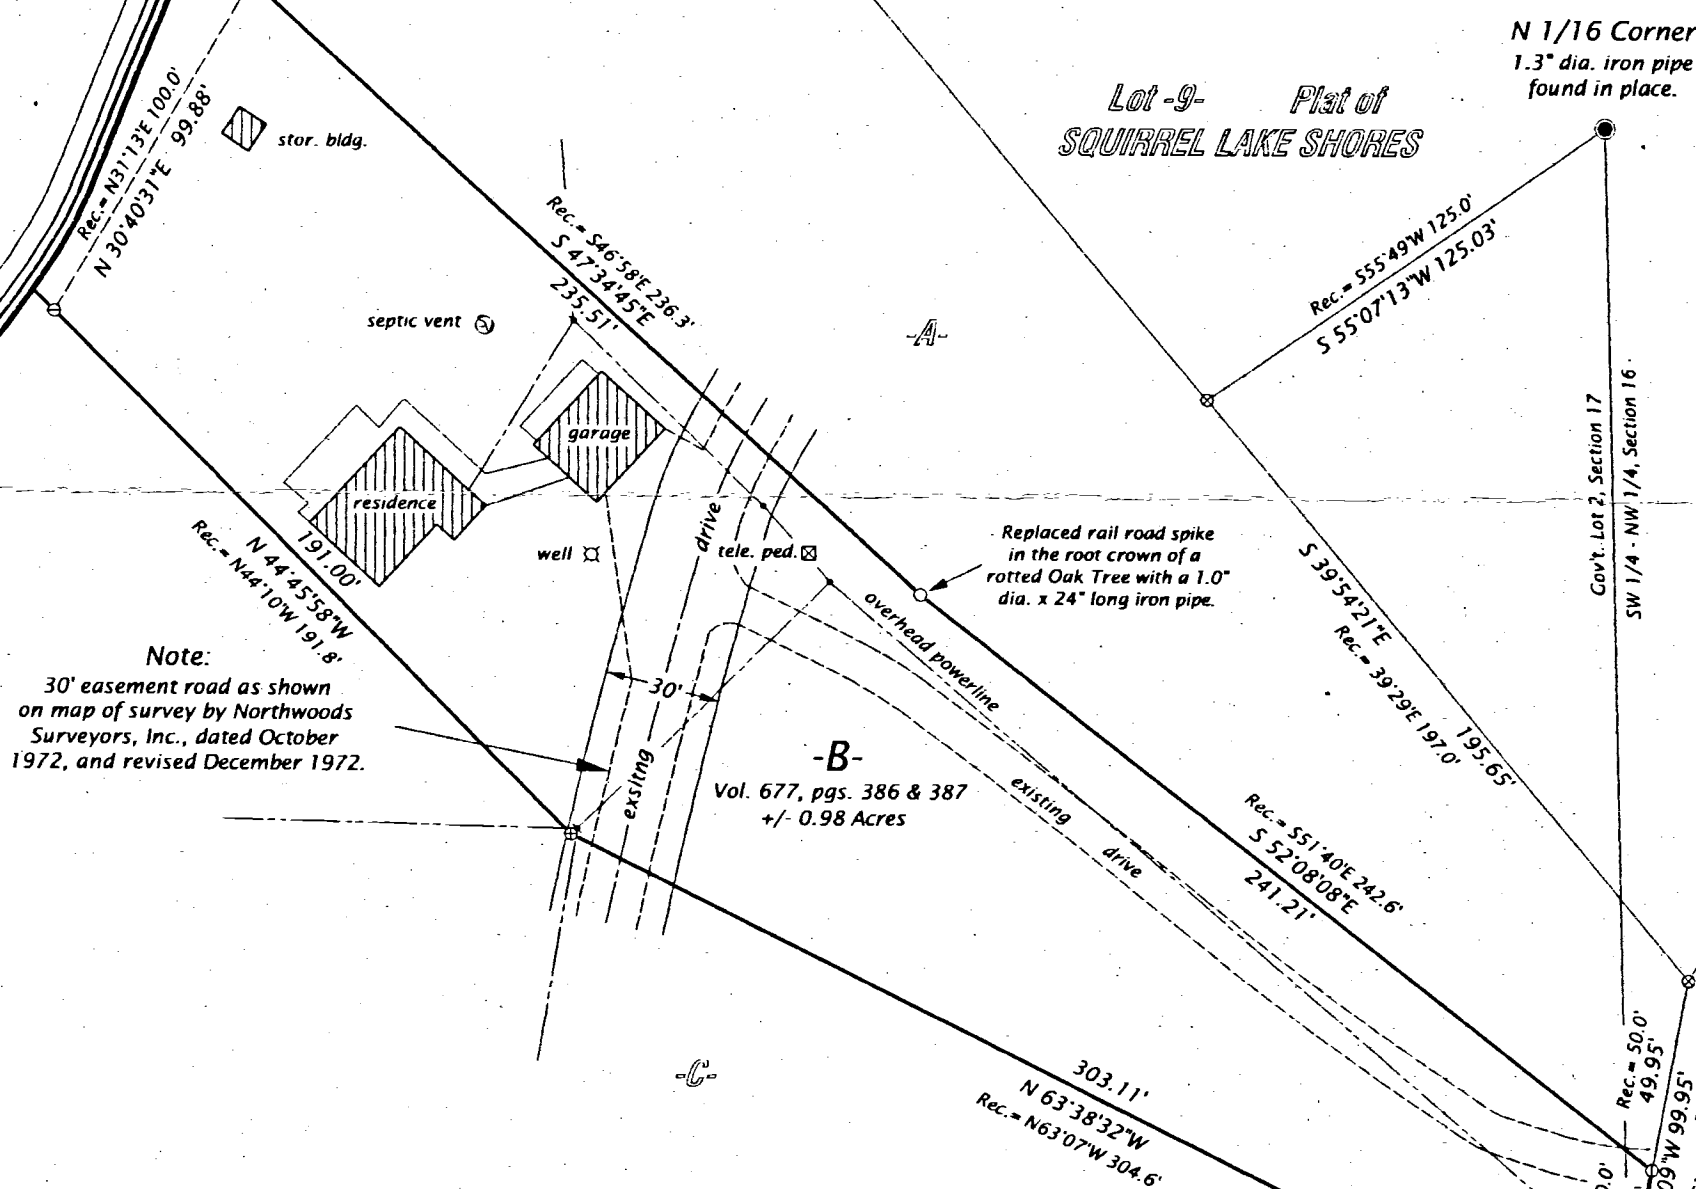 N 1/16 Corner
1.3" dia. iron pipe
found in place.
Lot -9- Plat of
SQUIRREL LAKE SHORES
Rec.= N31°13'E 100.0'
N 30°40'31"E 99.88'
stor. bldg.
Rec.= S46°58'E 236.3'
S 47°34'45"E
235.51'
Rec.= S55°49'W 125.0'
S 55°07'13"W 125.03'
septic vent
-A-
garage
residence
Gov't. Lot 2, Section 17
SW 1/4 - NW 1/4, Section 16
drive
well
tele. ped.
Replaced rail road spike
in the root crown of a
rotted Oak Tree with a 1.0"
dia. x 24" long iron pipe.
191.00'
N 44°45'58"W
Rec.= N44°10'W 191.8'
overhead powerline
S 39°54'21"E
195.65'
Rec.= 39°29'E 197.0'
Note:
30' easement road as shown
on map of survey by Northwoods
Surveyors, Inc., dated October
1972, and revised December 1972.
30'
exsitng
-B-
Vol. 677, pgs. 386 & 387
+/- 0.98 Acres
existing
drive
Rec.= S51°40'E 242.6'
S 52°08'08"E
241.21'
-C-
303.11'
N 63°38'32"W
Rec.= N63°07'W 304.6'
Rec.= 50.0'
49.95'
09"W 99.95'
0.0'